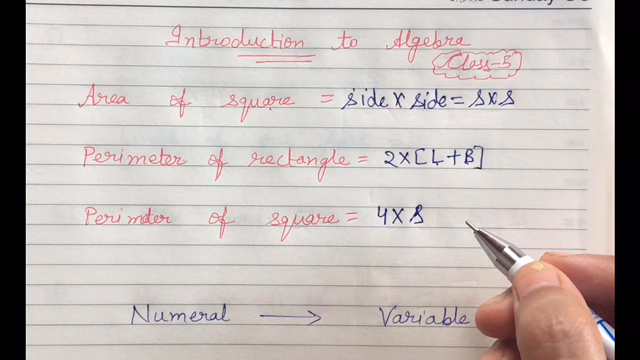 Introduction to Algebra
Class-5
Area of square = side × side = s×s
Perimeter of rectangle = 2×[L+B]
Perimeter of square = 4×s
Numeral → Variable